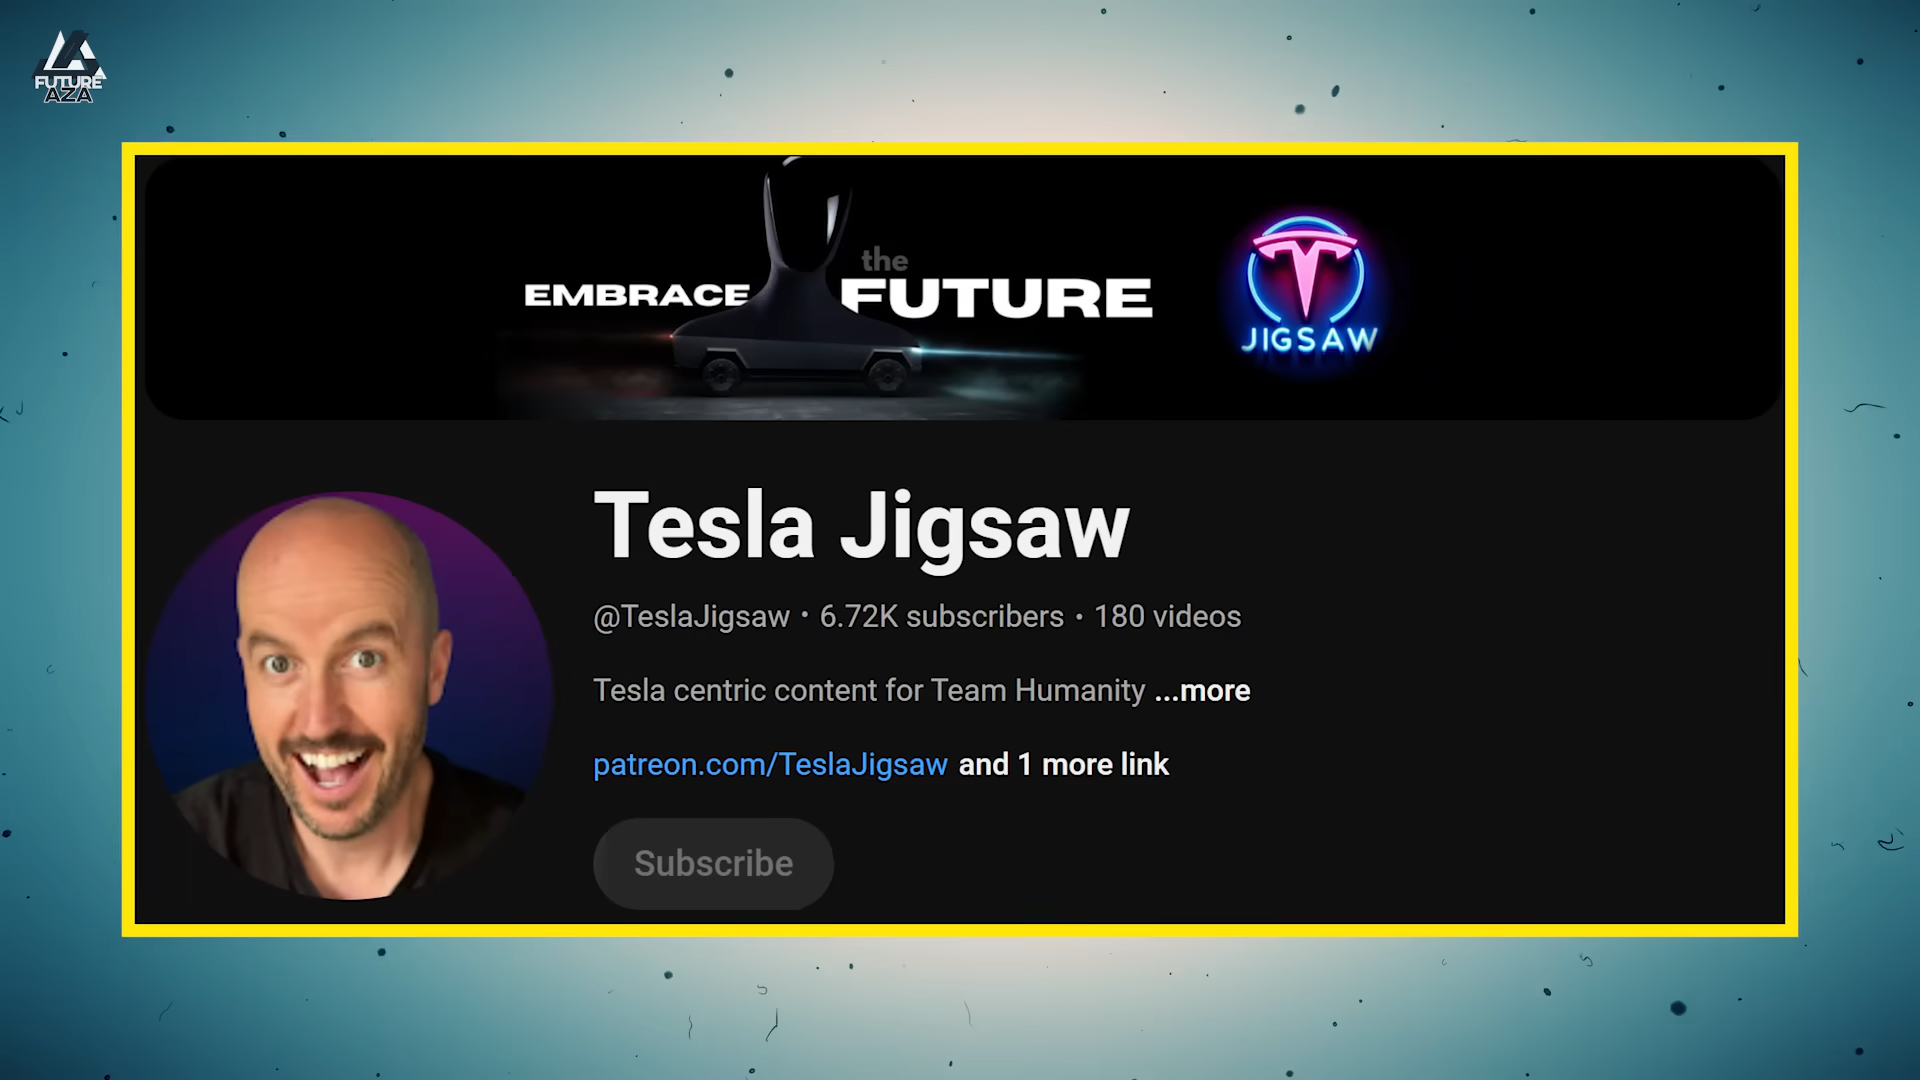 FUTURE
AZA
EMBRACE
the
FUTURE
JIGSAW
Tesla Jigsaw
@TeslaJigsaw • 6.72K subscribers • 180 videos
Tesla centric content for Team Humanity ...more
patreon.com/TeslaJigsaw and 1 more link
Subscribe